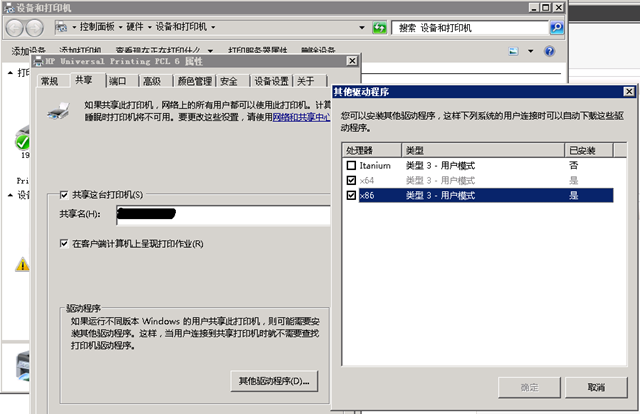 设备和打印机
控制面板 ▸ 硬件 ▸ 设备和打印机 ▸
搜索 设备和打印机
添加设备 添加打印机 查看现在正在打印什么 打印服务器属性 删除设备
HP Universal Printing PCL 6 属性
常规 共享 端口 高级 颜色管理 安全 设备设置 关于
如果共享此打印机，网络上的所有用户都可以使用此打印机。计算
睡眠时打印机将不可用。要更改这些设置，请使用网络和共享中心
共享这台打印机(S)
共享名(H):
在客户端计算机上呈现打印作业(R)
驱动程序
如果运行不同版本 Windows 的用户共享此打印机，则可能需要安
装其他驱动程序。这样，当用户连接到共享打印机时就不需要查找
打印机驱动程序。
其他驱动程序(D)...
其他驱动程序
您可以安装其他驱动程序，这样下列系统的用户连接时可以自动下载这些驱
动程序。
处理器 类型 已安装
Itanium 类型 3 - 用户模式 否
x64 类型 3 - 用户模式 是
x86 类型 3 - 用户模式 是
确定 取消